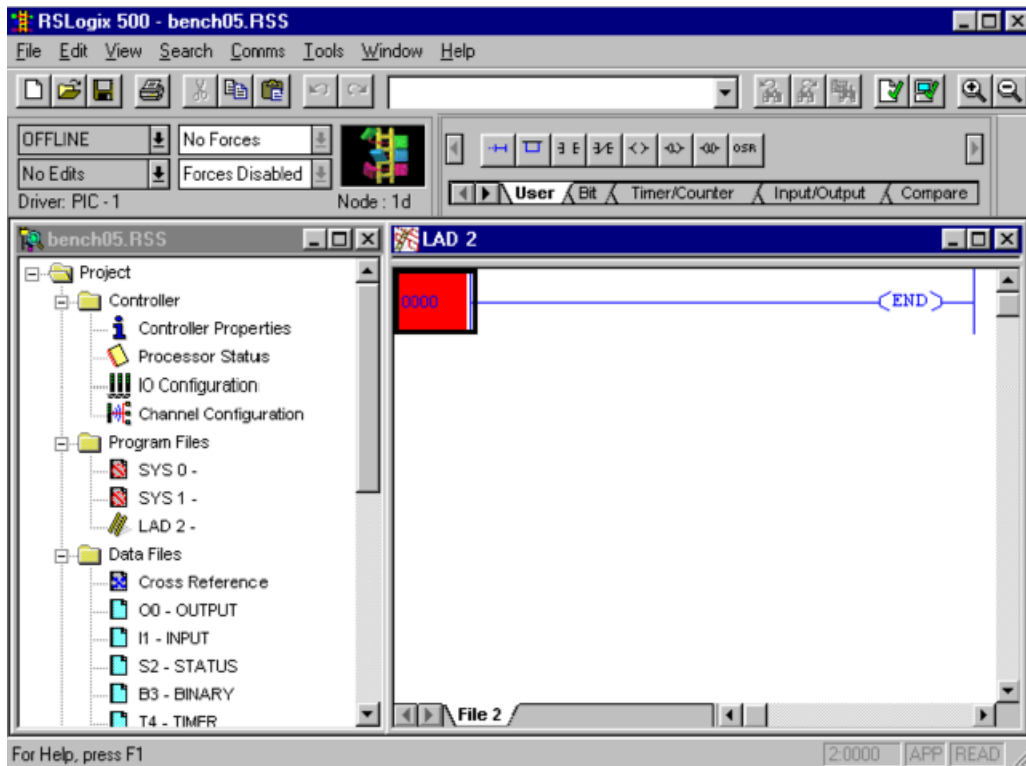 RSLogix 500 - bench05.RSS
File Edit View Search Comms Tools Window Help
OFFLINE
No Forces
No Edits
Forces Disabled
Driver: PIC - 1
Node : 1d
OSR
User
Bit
Timer/Counter
Input/Output
Compare
bench05.RSS
Project
Controller
Controller Properties
Processor Status
IO Configuration
Channel Configuration
Program Files
SYS 0 -
SYS 1 -
LAD 2 -
Data Files
Cross Reference
O0 - OUTPUT
I1 - INPUT
S2 - STATUS
B3 - BINARY
T4 - TIMER
LAD 2
0000
END
File 2
For Help, press F1
2:0000
APP
READ